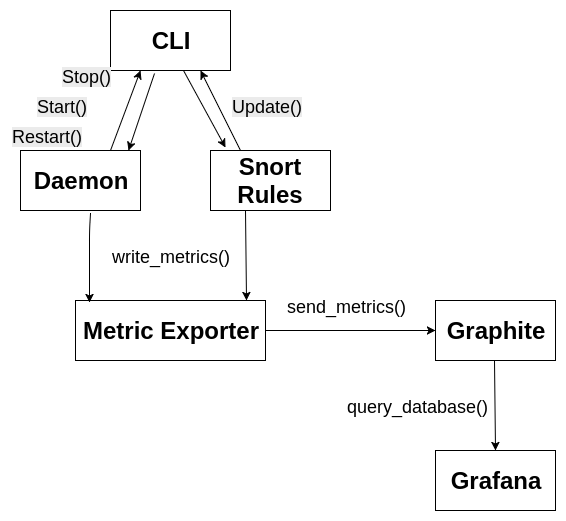 CLI
Stop()
Start()
Update()
Restart()
Daemon
Snort
Rules
write_metrics()
send_metrics()
Metric Exporter
Graphite
query_database()
Grafana